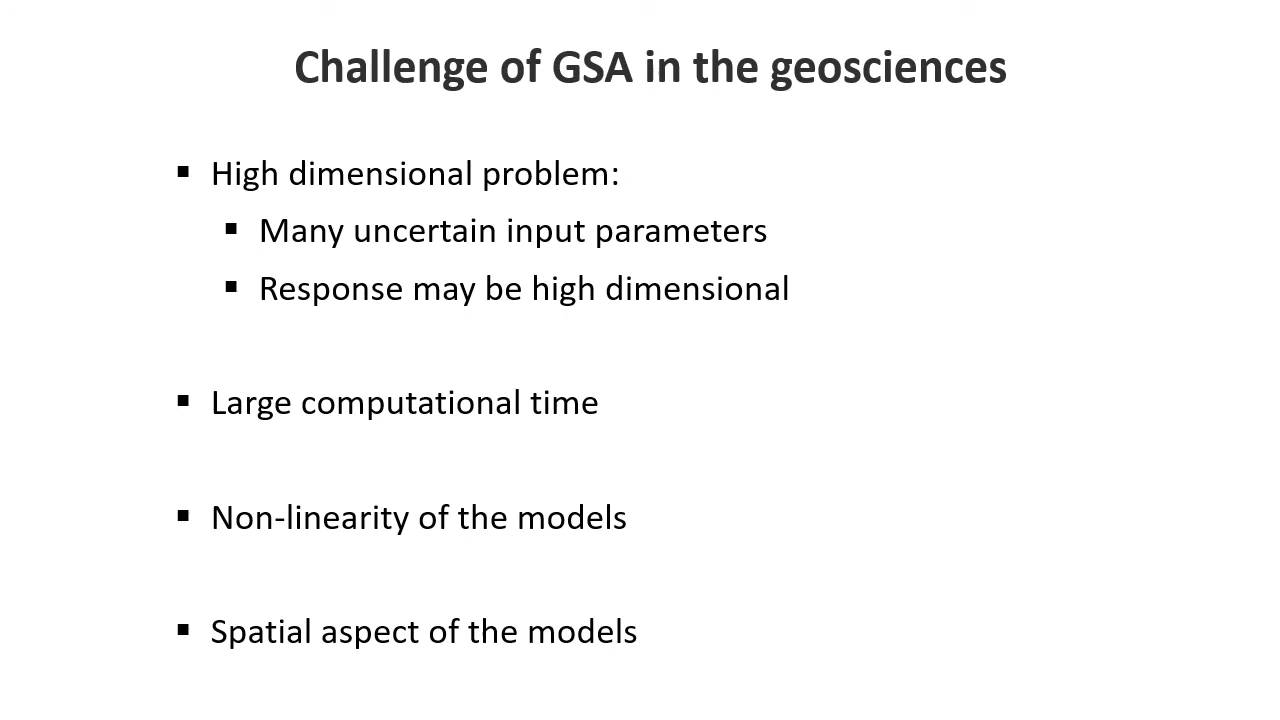 Challenge of GSA in the geosciences
▪ High dimensional problem:
▪ Many uncertain input parameters
▪ Response may be high dimensional
▪ Large computational time
▪ Non-linearity of the models
▪ Spatial aspect of the models